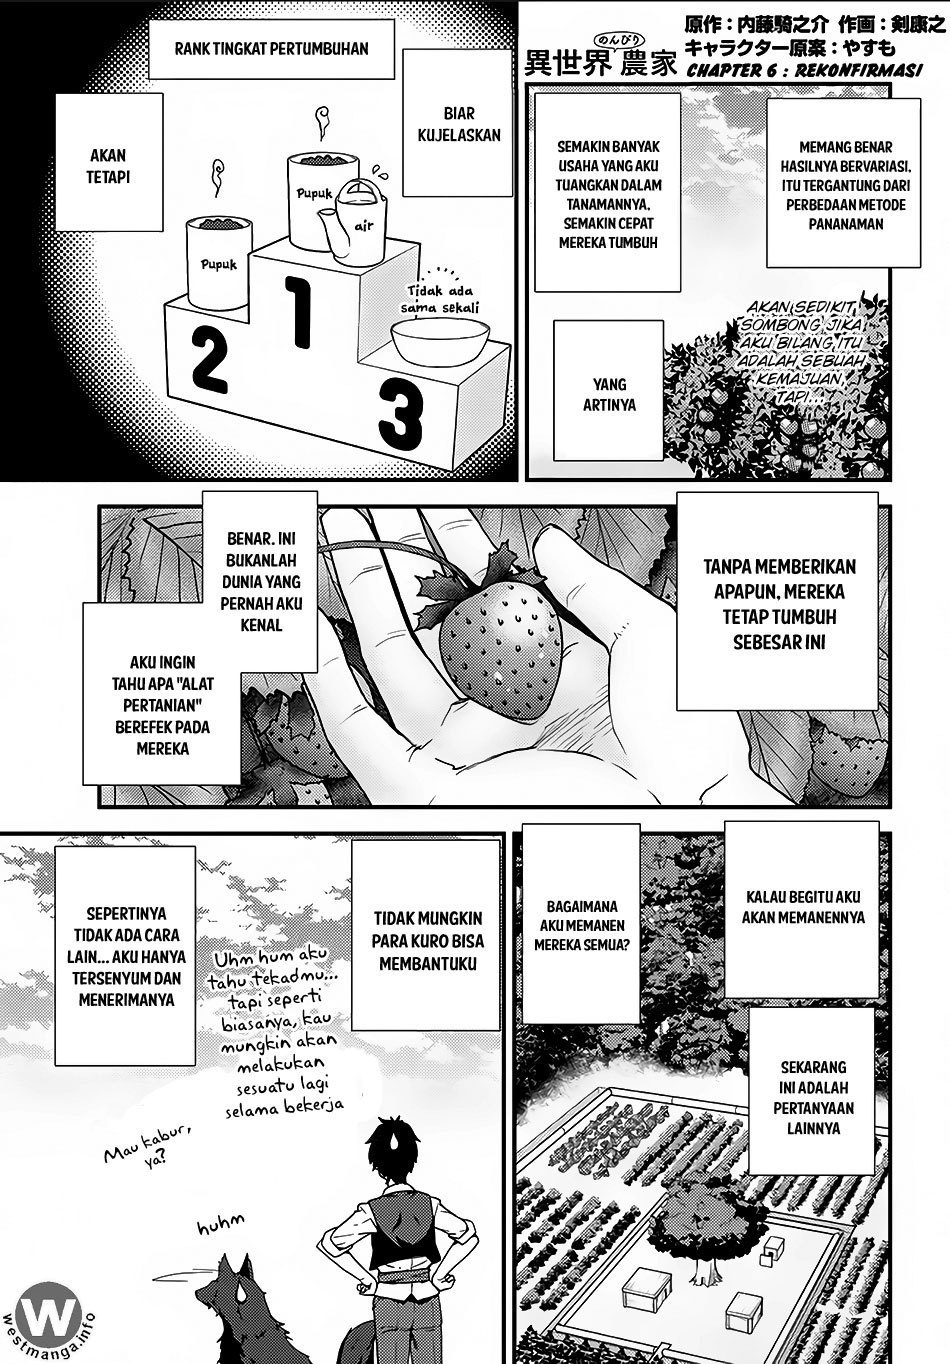 原作：内藤騎之介 作画：剣康之
キャラクター原案：やすも
のんびり
異世界 農家
CHAPTER 6 : REKONFIRMASI
MEMANG BENAR
HASILNYA BERVARIASI.
ITU TERGANTUNG DARI
PERBEDAAN METODE
PANANAMAN
SEMAKIN BANYAK
USAHA YANG AKU
TUANGKAN DALAM
TANAMANNYA,
SEMAKIN CEPAT
MEREKA TUMBUH
AKAN SEDIKIT
SOMBONG JIKA
AKU BILANG ITU
ADALAH SEBUAH
KEMAJUAN,
TAPI...
YANG
ARTINYA
RANK TINGKAT PERTUMBUHAN
BIAR
KUJELASKAN
AKAN
TETAPI
Pupuk
air
Pupuk
Tidak ada
sama sekali
1
2
3
TANPA MEMBERIKAN
APAPUN, MEREKA
TETAP TUMBUH
SEBESAR INI
BENAR. INI
BUKANLAH
DUNIA YANG
PERNAH AKU
KENAL
AKU INGIN
TAHU APA "ALAT
PERTANIAN"
BEREFEK PADA
MEREKA
KALAU BEGITU AKU
AKAN MEMANENNYA
BAGAIMANA
AKU MEMANEN
MEREKA SEMUA?
SEKARANG
INI ADALAH
PERTANYAAN
LAINNYA
TIDAK MUNGKIN
PARA KURO BISA
MEMBANTUKU
SEPERTINYA
TIDAK ADA CARA
LAIN... AKU HANYA
TERSENYUM DAN
MENERIMANYA
Uhm hum aku
tahu tekadmu...
tapi seperti
biasanya, kau
mungkin akan
melakukan
sesuatu lagi
selama bekerja
Mau kabur,
ya?
huhm
W
westmanga.info